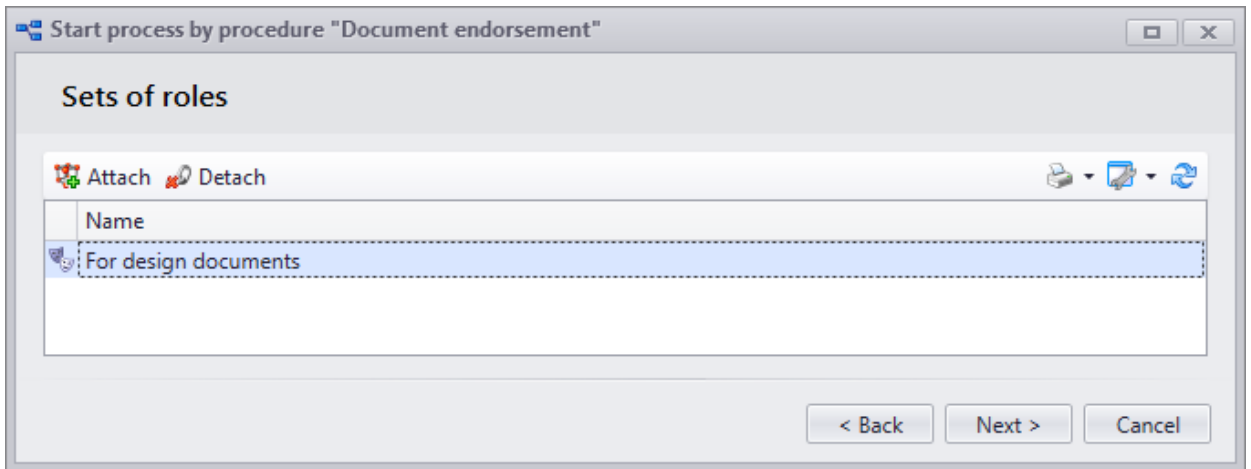 Start process by procedure "Document endorsement"
Sets of roles
Attach Detach
Name
For design documents
< Back Next > Cancel